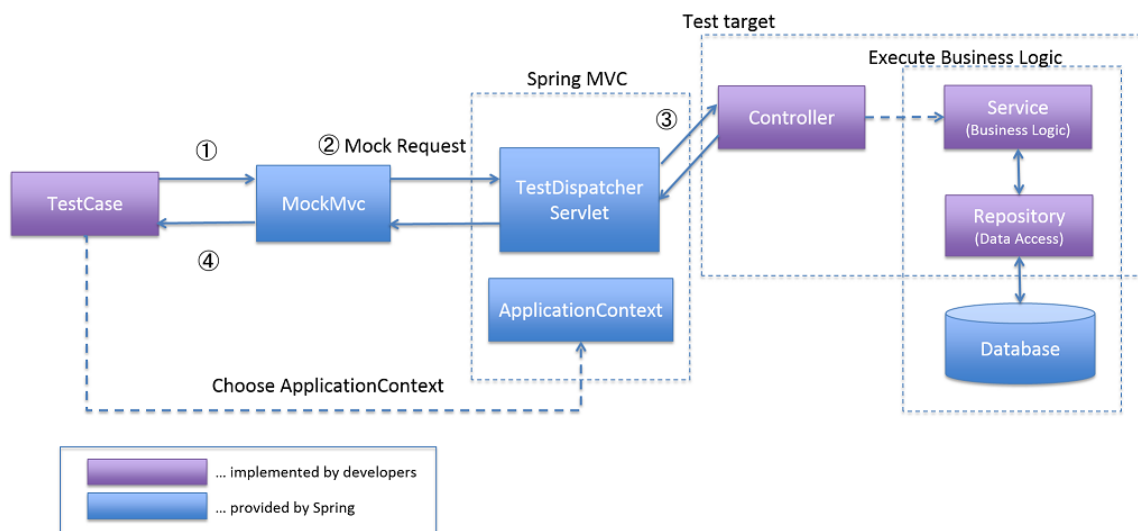 Test target
Execute Business Logic
Spring MVC
Service
(Business Logic)
Controller
③
①
② Mock Request
TestCase
MockMvc
TestDispatcher
Servlet
Repository
(Data Access)
④
ApplicationContext
Database
Choose ApplicationContext
... implemented by developers
... provided by Spring